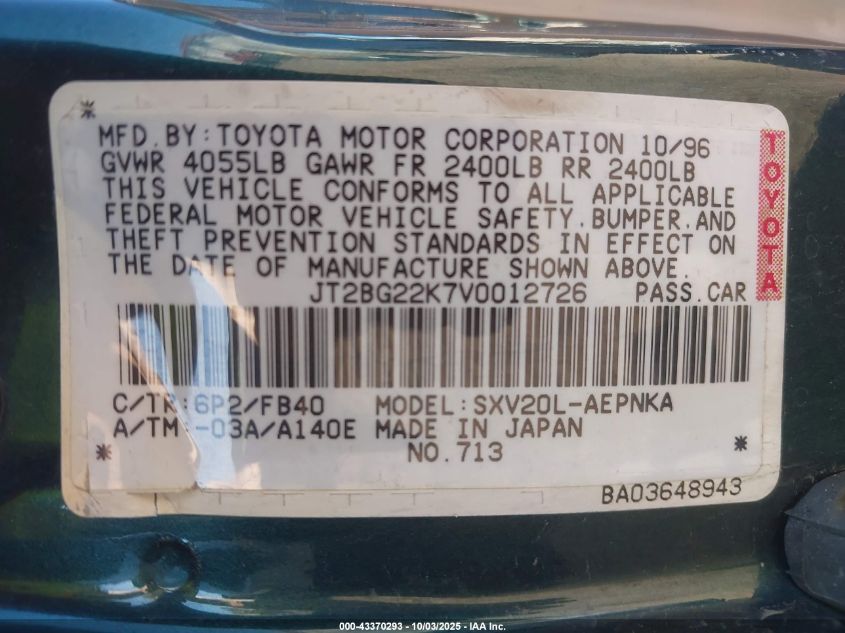 MFD.BY:TOYOTA MOTOR CORPORATION 10/96
GVWR 4055LB GAWR FR 2400LB RR 2400LB
THIS VEHICLE CONFORMS TO ALL APPLICABLE
FEDERAL MOTOR VEHICLE SAFETY,BUMPER,AND
THEFT PREVENTION STANDARDS IN EFFECT ON
THE DATE OF MANUFACTURE SHOWN ABOVE.
JT2BG22K7V0012726 PASS.CAR
TOYOTA
C/TR:6P2/FB40 MODEL:SXV20L-AEPNKA
A/TM -03A/A140E MADE IN JAPAN
NO.713
BA03648943
000-43370293 - 10/03/2025 - IAA Inc.